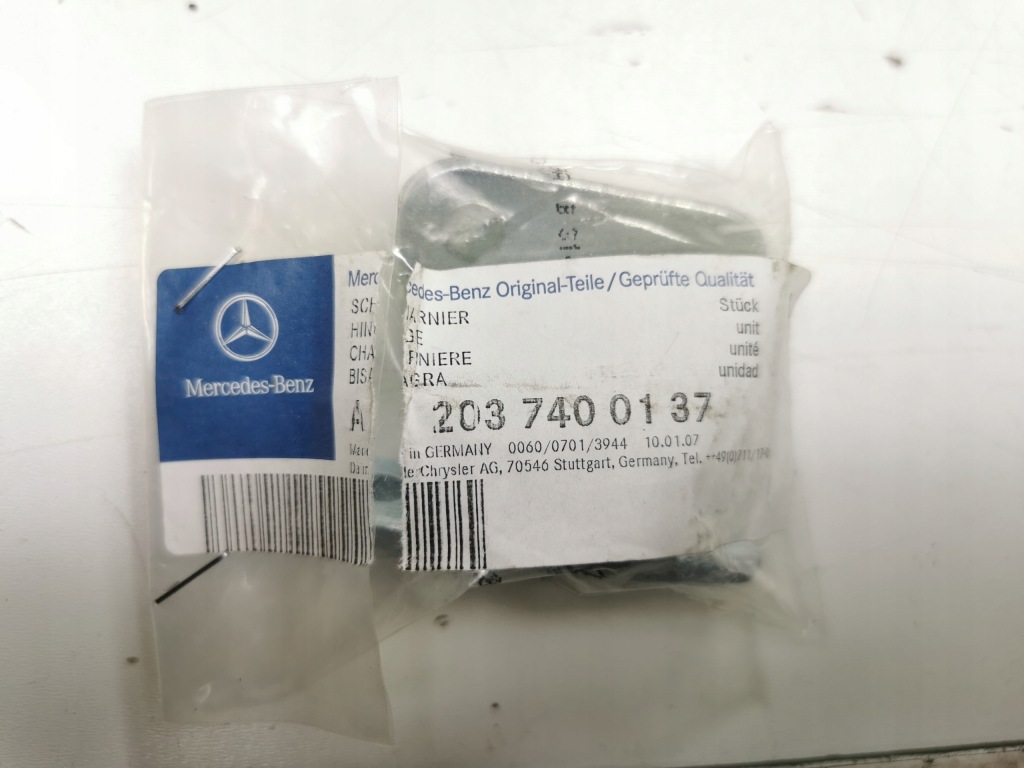 Mercedes-Benz
Merc edes-Benz Original-Teile/Geprüfte Qualität
SCH ARNIER Stück
HIN GE unit
CHA RNIERE unité
BISA AGRA unidad
A 203 740 01 37
in GERMANY 0060/0701/3944 10.01.07
Chrysler AG, 70546 Stuttgart, Germany, Tel.